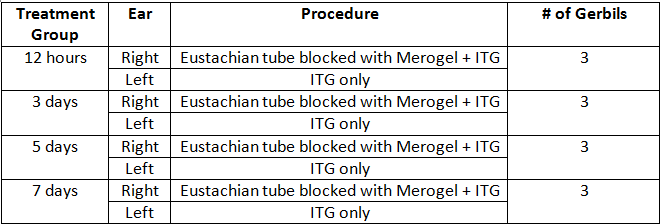 Treatment Group Ear Procedure # of Gerbils
12 hours Right Eustachian tube blocked with Merogel + ITG 3
Left ITG only
3 days Right Eustachian tube blocked with Merogel + ITG 3
Left ITG only
5 days Right Eustachian tube blocked with Merogel + ITG 3
Left ITG only
7 days Right Eustachian tube blocked with Merogel + ITG 3
Left ITG only